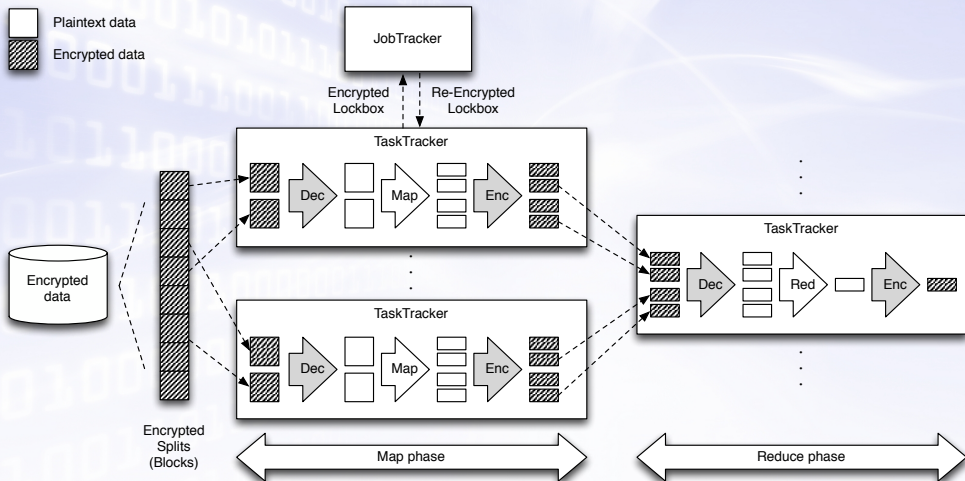 Plaintext data
Encrypted data
JobTracker
Encrypted
Lockbox
Re-Encrypted
Lockbox
TaskTracker
Dec
Map
Enc
TaskTracker
Dec
Red
Enc
Encrypted
data
TaskTracker
Dec
Map
Enc
Encrypted
Splits
(Blocks)
Map phase
Reduce phase